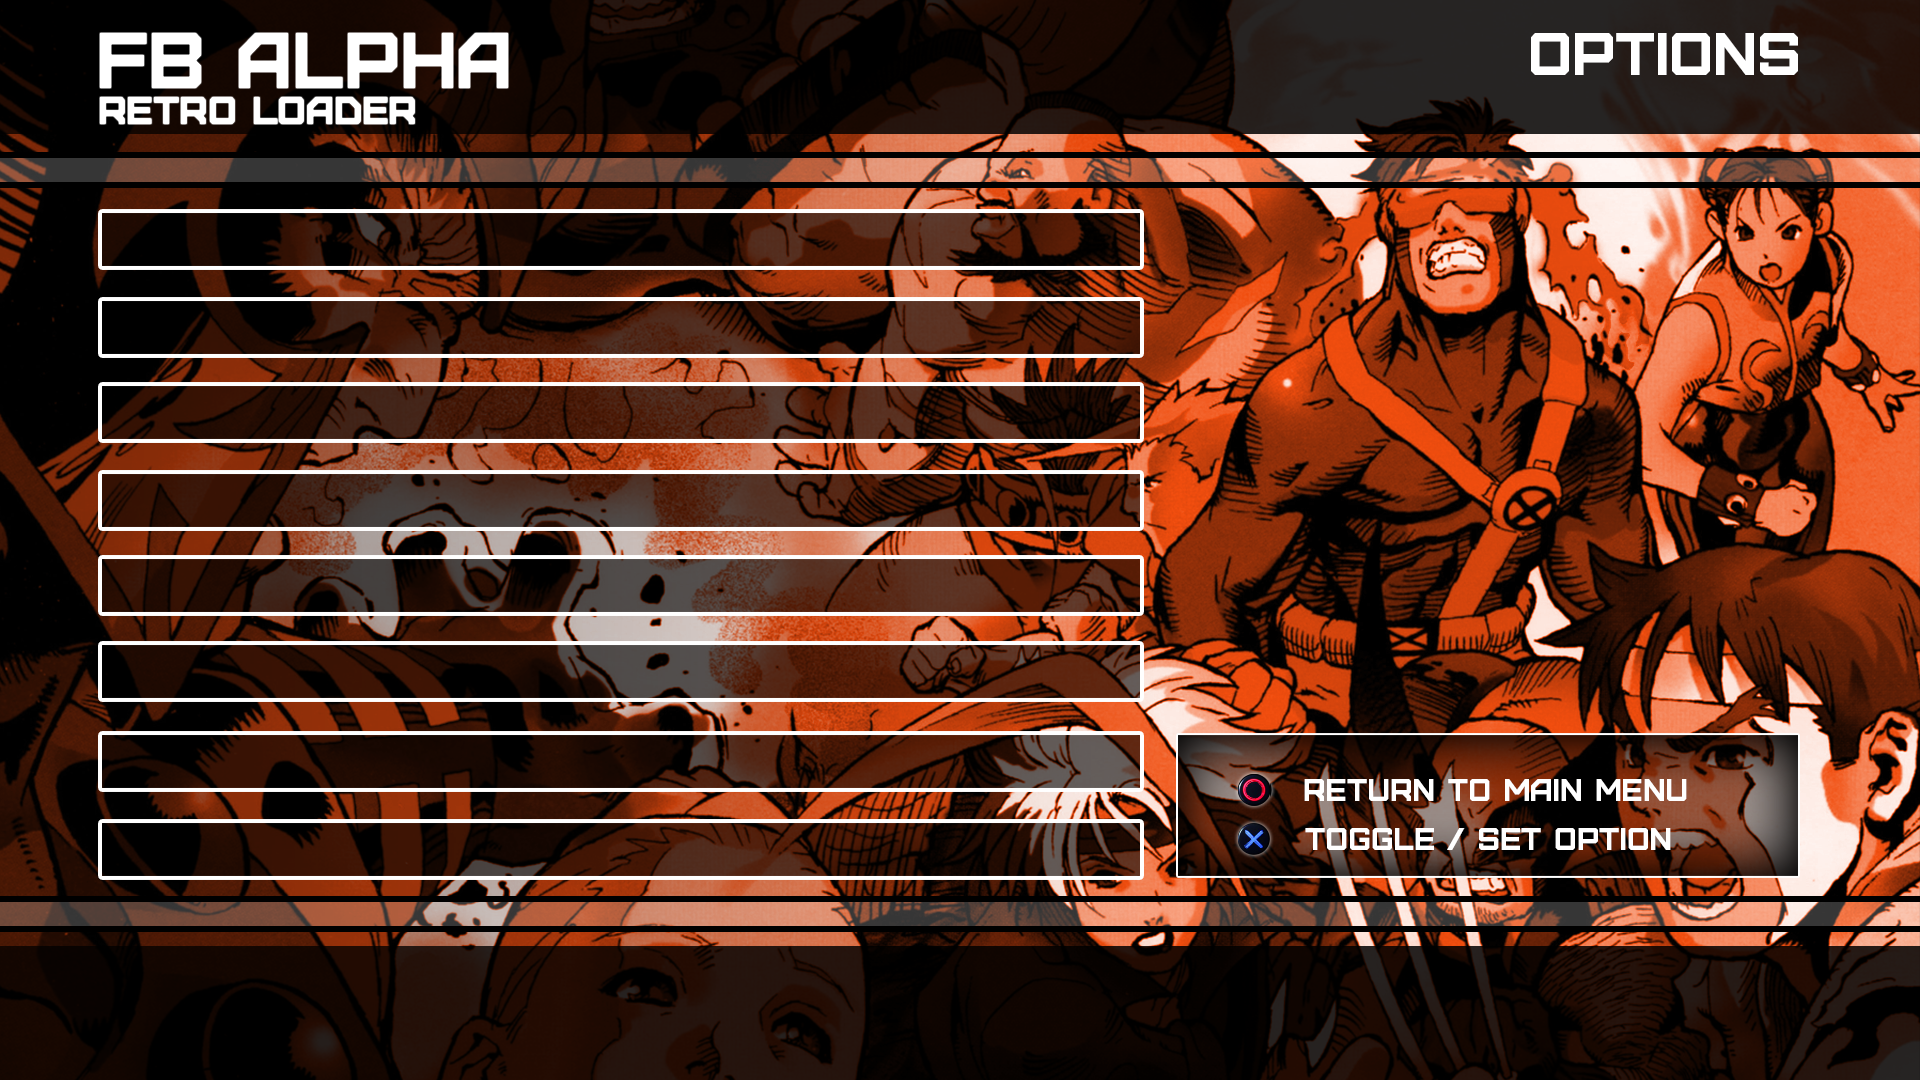 FB ALPHA
RETRO LOADER
OPTIONS
RETURN TO MAIN MENU
TOGGLE / SET OPTION